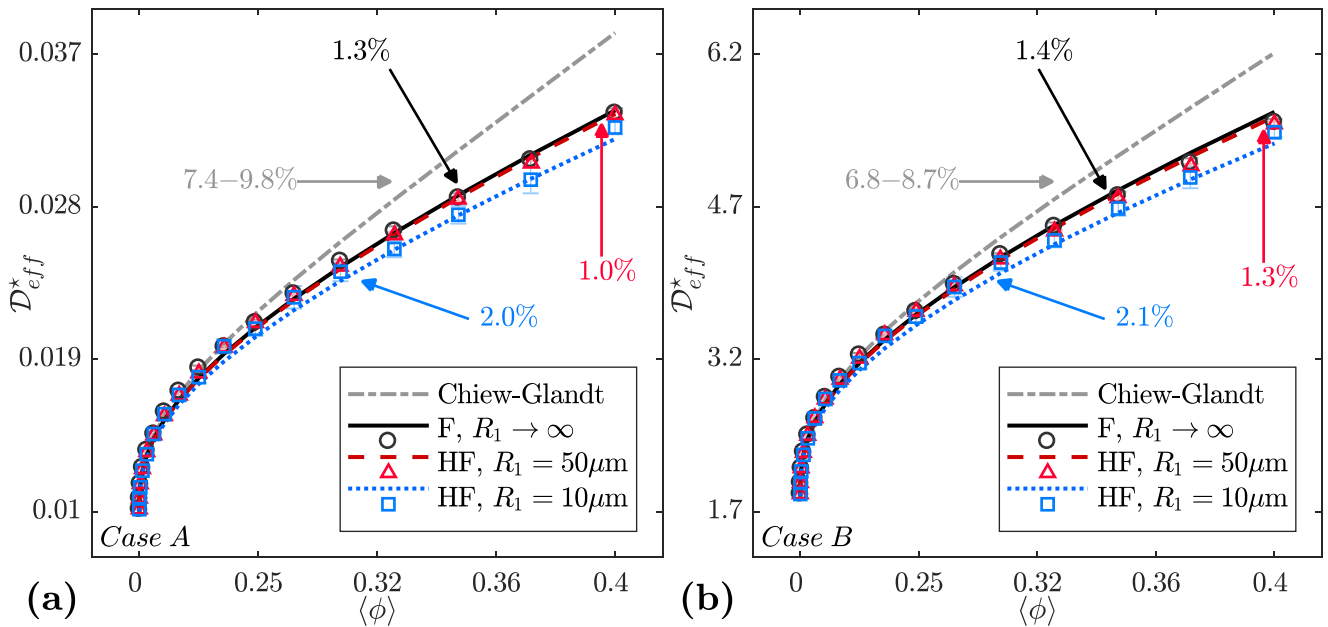 0.037
0.028
0.019
0.01
𝒟⋆eff
1.3%
7.4–9.8%
1.0%
2.0%
Chiew-Glandt
F, R₁ → ∞
HF, R₁ = 50μm
HF, R₁ = 10μm
Case A
0 0.25 0.32 0.36 0.4
(a)
⟨ϕ⟩
6.2
4.7
3.2
1.7
𝒟⋆eff
1.4%
6.8–8.7%
1.3%
2.1%
Chiew-Glandt
F, R₁ → ∞
HF, R₁ = 50μm
HF, R₁ = 10μm
Case B
0 0.25 0.32 0.36 0.4
(b)
⟨ϕ⟩